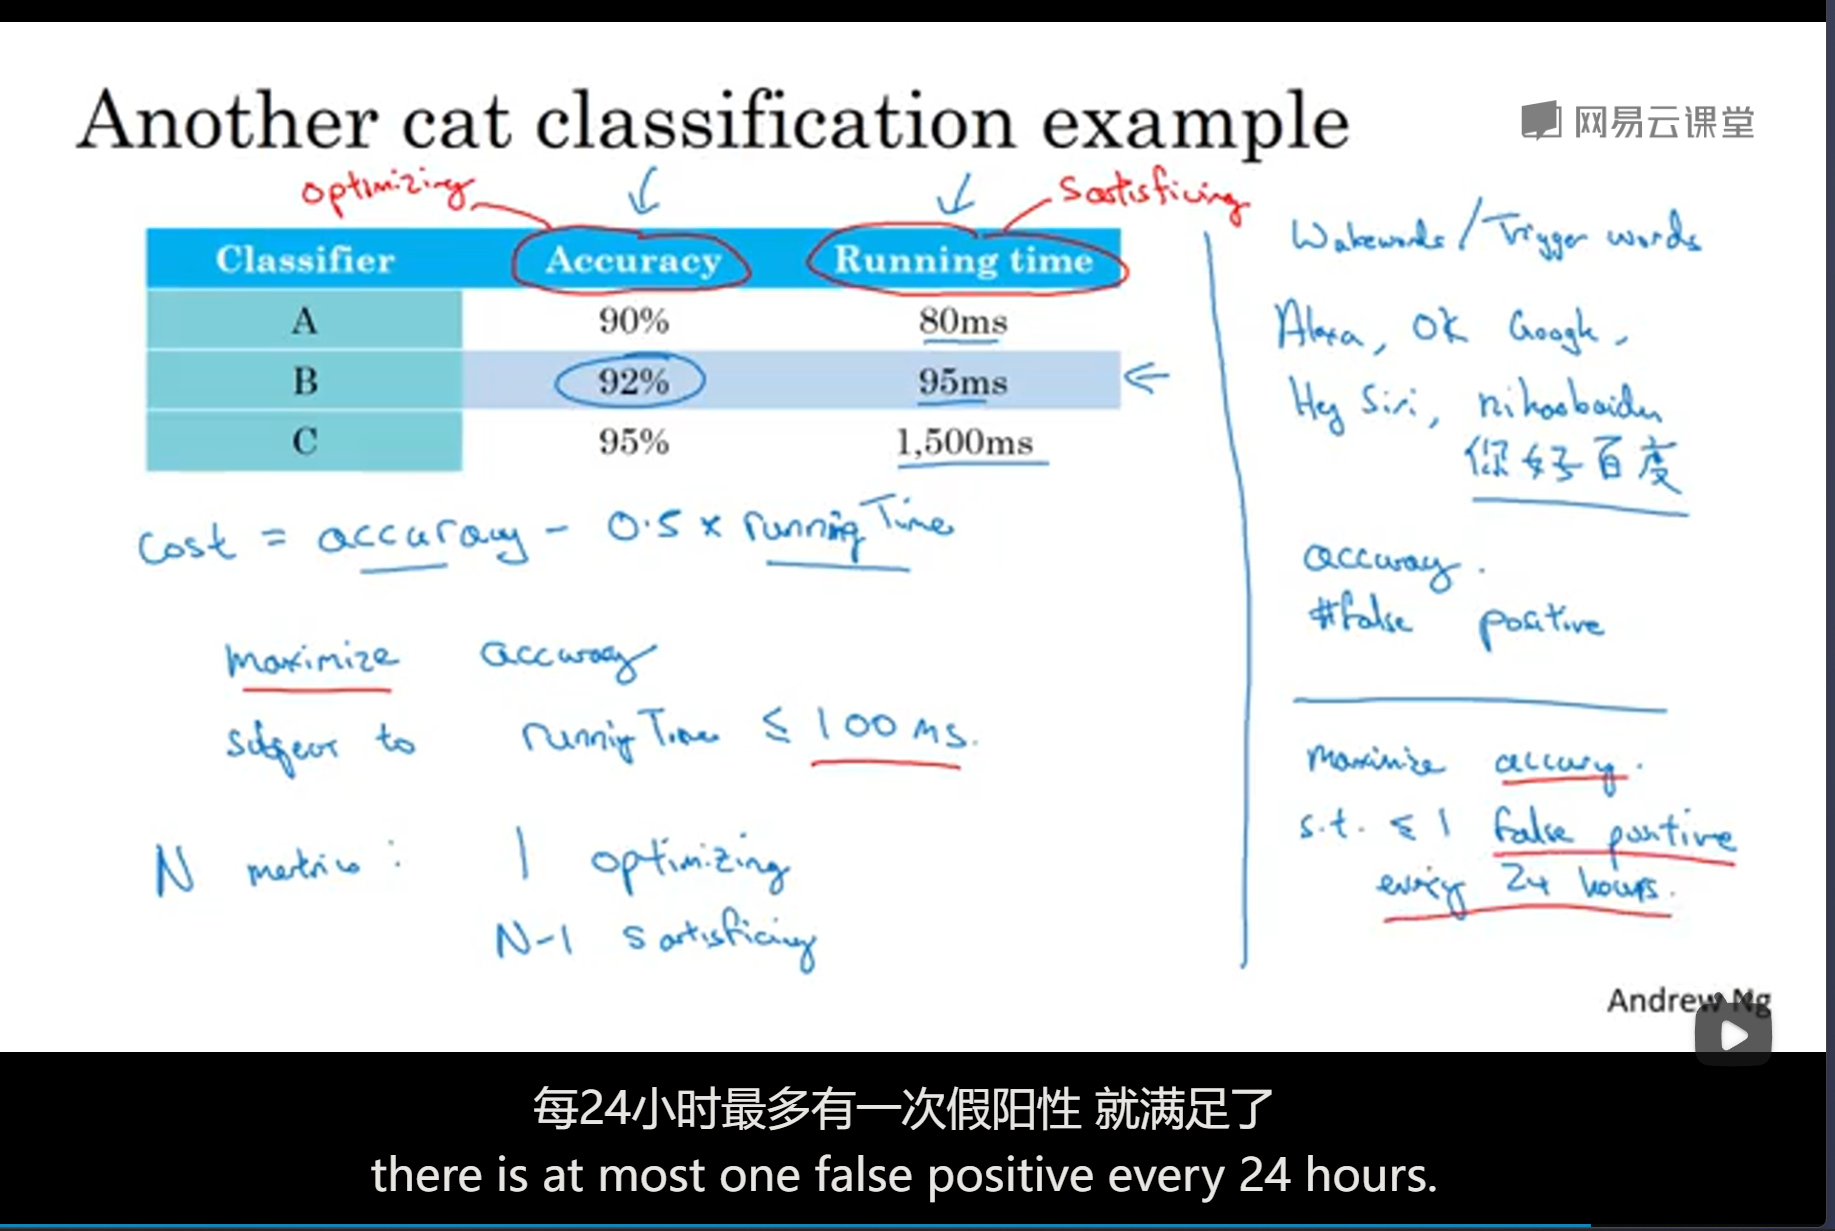 Another cat classification example
网易云课堂
optimizing
Satisficing
Classifier Accuracy Running time
A 90% 80ms
B 92% 95ms
C 95% 1,500ms
Cost = accuracy - 0.5 x running Time
maximize accuracy
subject to running Time ≤ 100 ms.
N metrics: 1 optimizing
N-1 satisficing
Wakewords / Trigger words
Alexa, OK Google,
Hey Siri, nihaobaidu
你好百度
accuracy.
#false positive
Maximize accuracy.
s.t. ≤ 1 false positive
every 24 hours.
Andrew Ng
每24小时最多有一次假阳性 就满足了
there is at most one false positive every 24 hours.